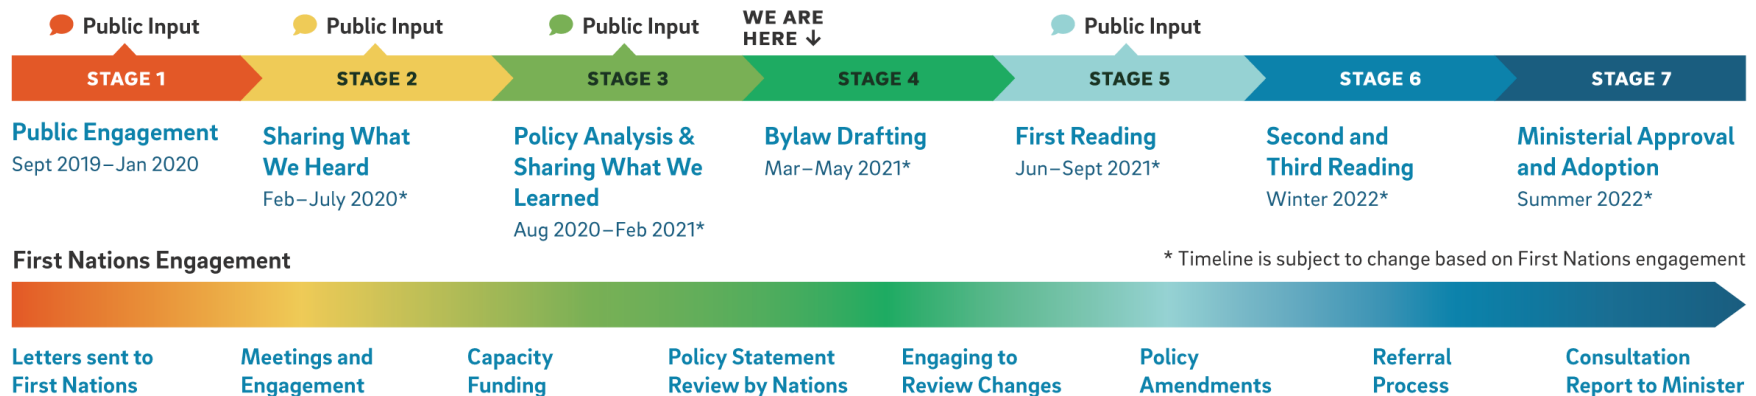 Public Input
Public Input
Public Input
WE ARE
HERE ↓
Public Input
STAGE 1
STAGE 2
STAGE 3
STAGE 4
STAGE 5
STAGE 6
STAGE 7
Public Engagement
Sept 2019–Jan 2020
Sharing What
We Heard
Feb–July 2020*
Policy Analysis &
Sharing What We
Learned
Aug 2020–Feb 2021*
Bylaw Drafting
Mar–May 2021*
First Reading
Jun–Sept 2021*
Second and
Third Reading
Winter 2022*
Ministerial Approval
and Adoption
Summer 2022*
First Nations Engagement
* Timeline is subject to change based on First Nations engagement
Letters sent to
First Nations
Meetings and
Engagement
Capacity
Funding
Policy Statement
Review by Nations
Engaging to
Review Changes
Policy
Amendments
Referral
Process
Consultation
Report to Minister